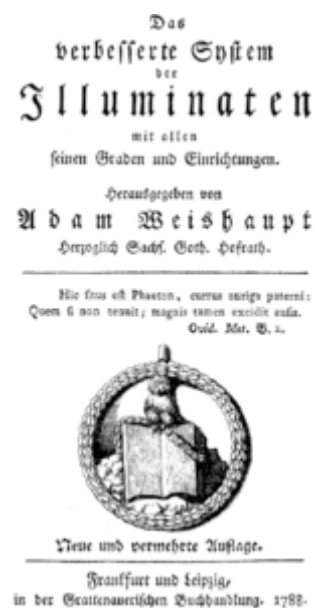 Das
verbesserte System
der
Illuminaten
mit allen
seinen Graden und Einrichtungen.
Herausgegeben von
Adam Weishaupt
Herzoglich Sachs. Goth. Hofrath.
Hic situs est Phaeton, currus auriga paterni:
Quem si non tenuit; magnis tamen excidit ausis.
Ovid. Met. B. 2.
Neue und vermehrte Auflage.
Frankfurt und Leipzig,
in der Grattenauerischen Buchhandlung. 1788.